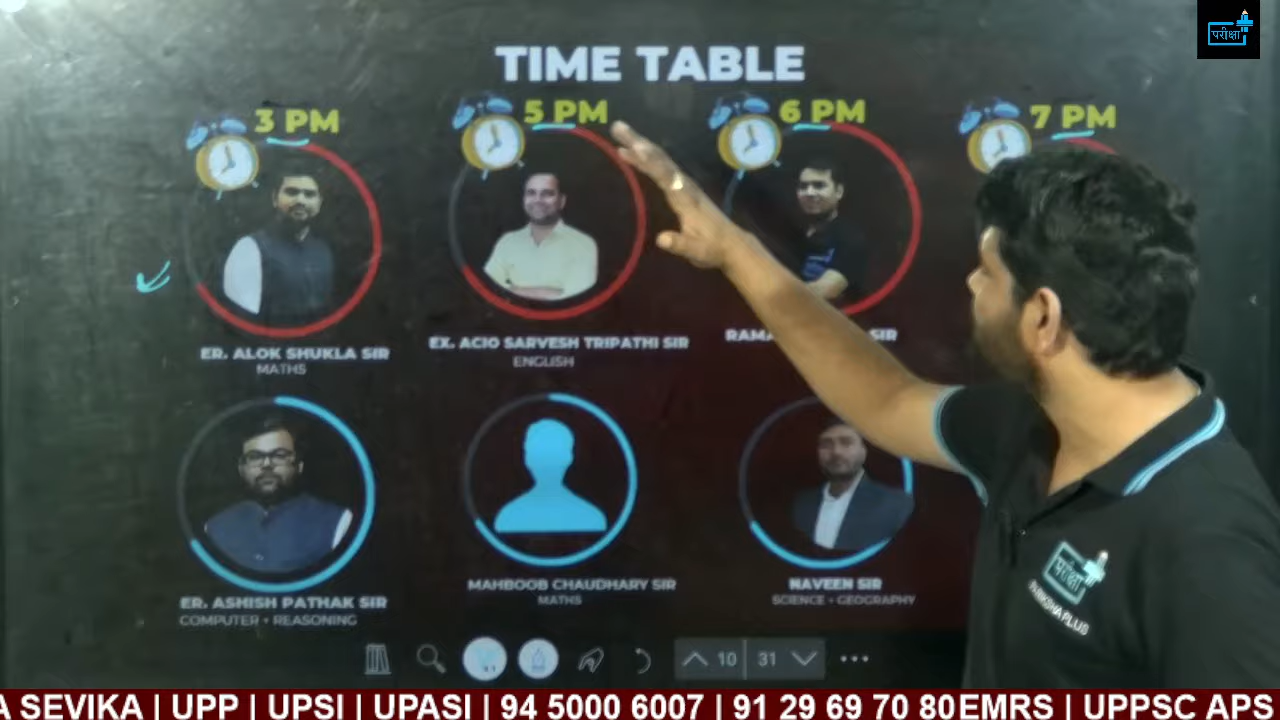 परीक्षा
TIME TABLE
3 PM
5 PM
6 PM
7 PM
ER. ALOK SHUKLA SIR
MATHS
EX. ACIO SARVESH TRIPATHI SIR
ENGLISH
SIR
ER. ASHISH PATHAK SIR
COMPUTER • REASONING
MAHBOOB CHAUDHARY SIR
MATHS
NAVEEN SIR
SCIENCE • GEOGRAPHY
परीक्षा
PARIKSHA PLUS
10 31
A SEVIKA | UPP | UPSI | UPASI | 94 5000 6007 | 91 29 69 70 80 EMRS | UPPSC APS